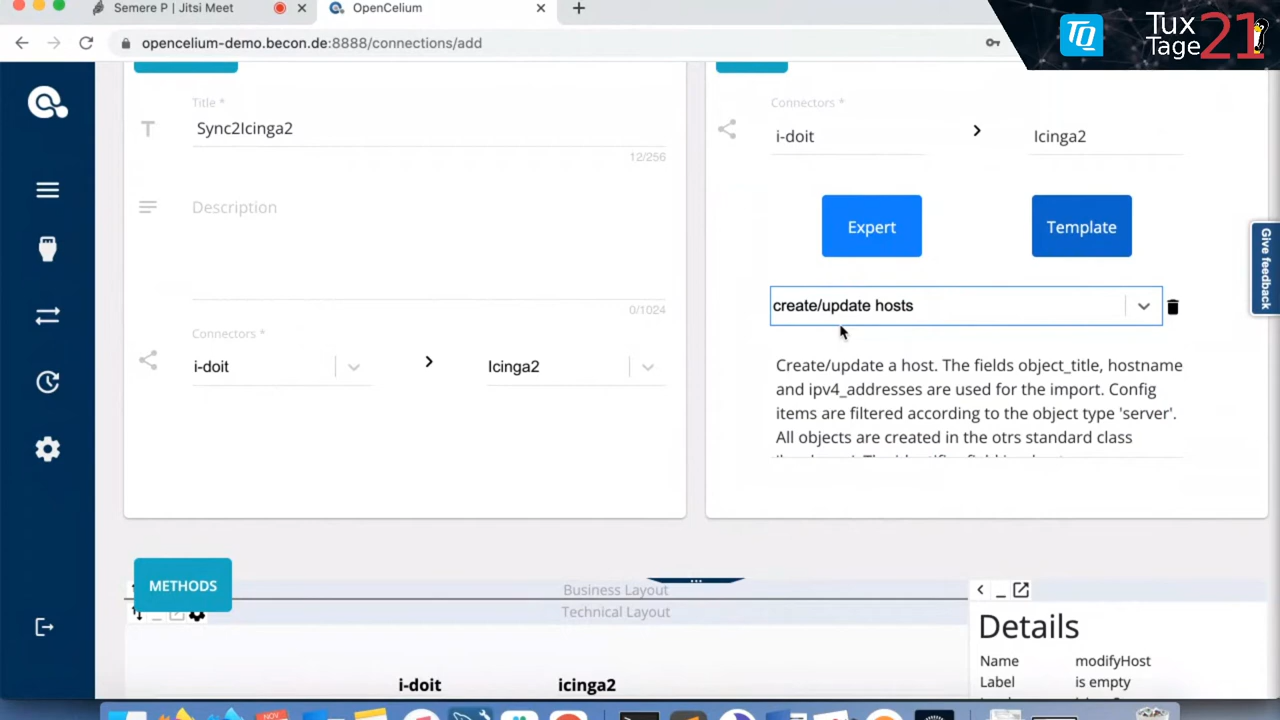 Semere P | Jitsi Meet
OpenCelium
opencelium-demo.becon.de:8888/connections/add
TQ
Tux
Tage21
Title *
Sync2Icinga2
12/256
Description
0/1024
Connectors *
i-doit
Icinga2
Connectors *
i-doit
Icinga2
Expert
Template
create/update hosts
Create/update a host. The fields object_title, hostname
and ipv4_addresses are used for the import. Config
items are filtered according to the object type 'server'.
All objects are created in the otrs standard class
Give feedback
METHODS
Business Layout
Technical Layout
i-doit
icinga2
Details
Name modifyHost
Label is empty
NOV